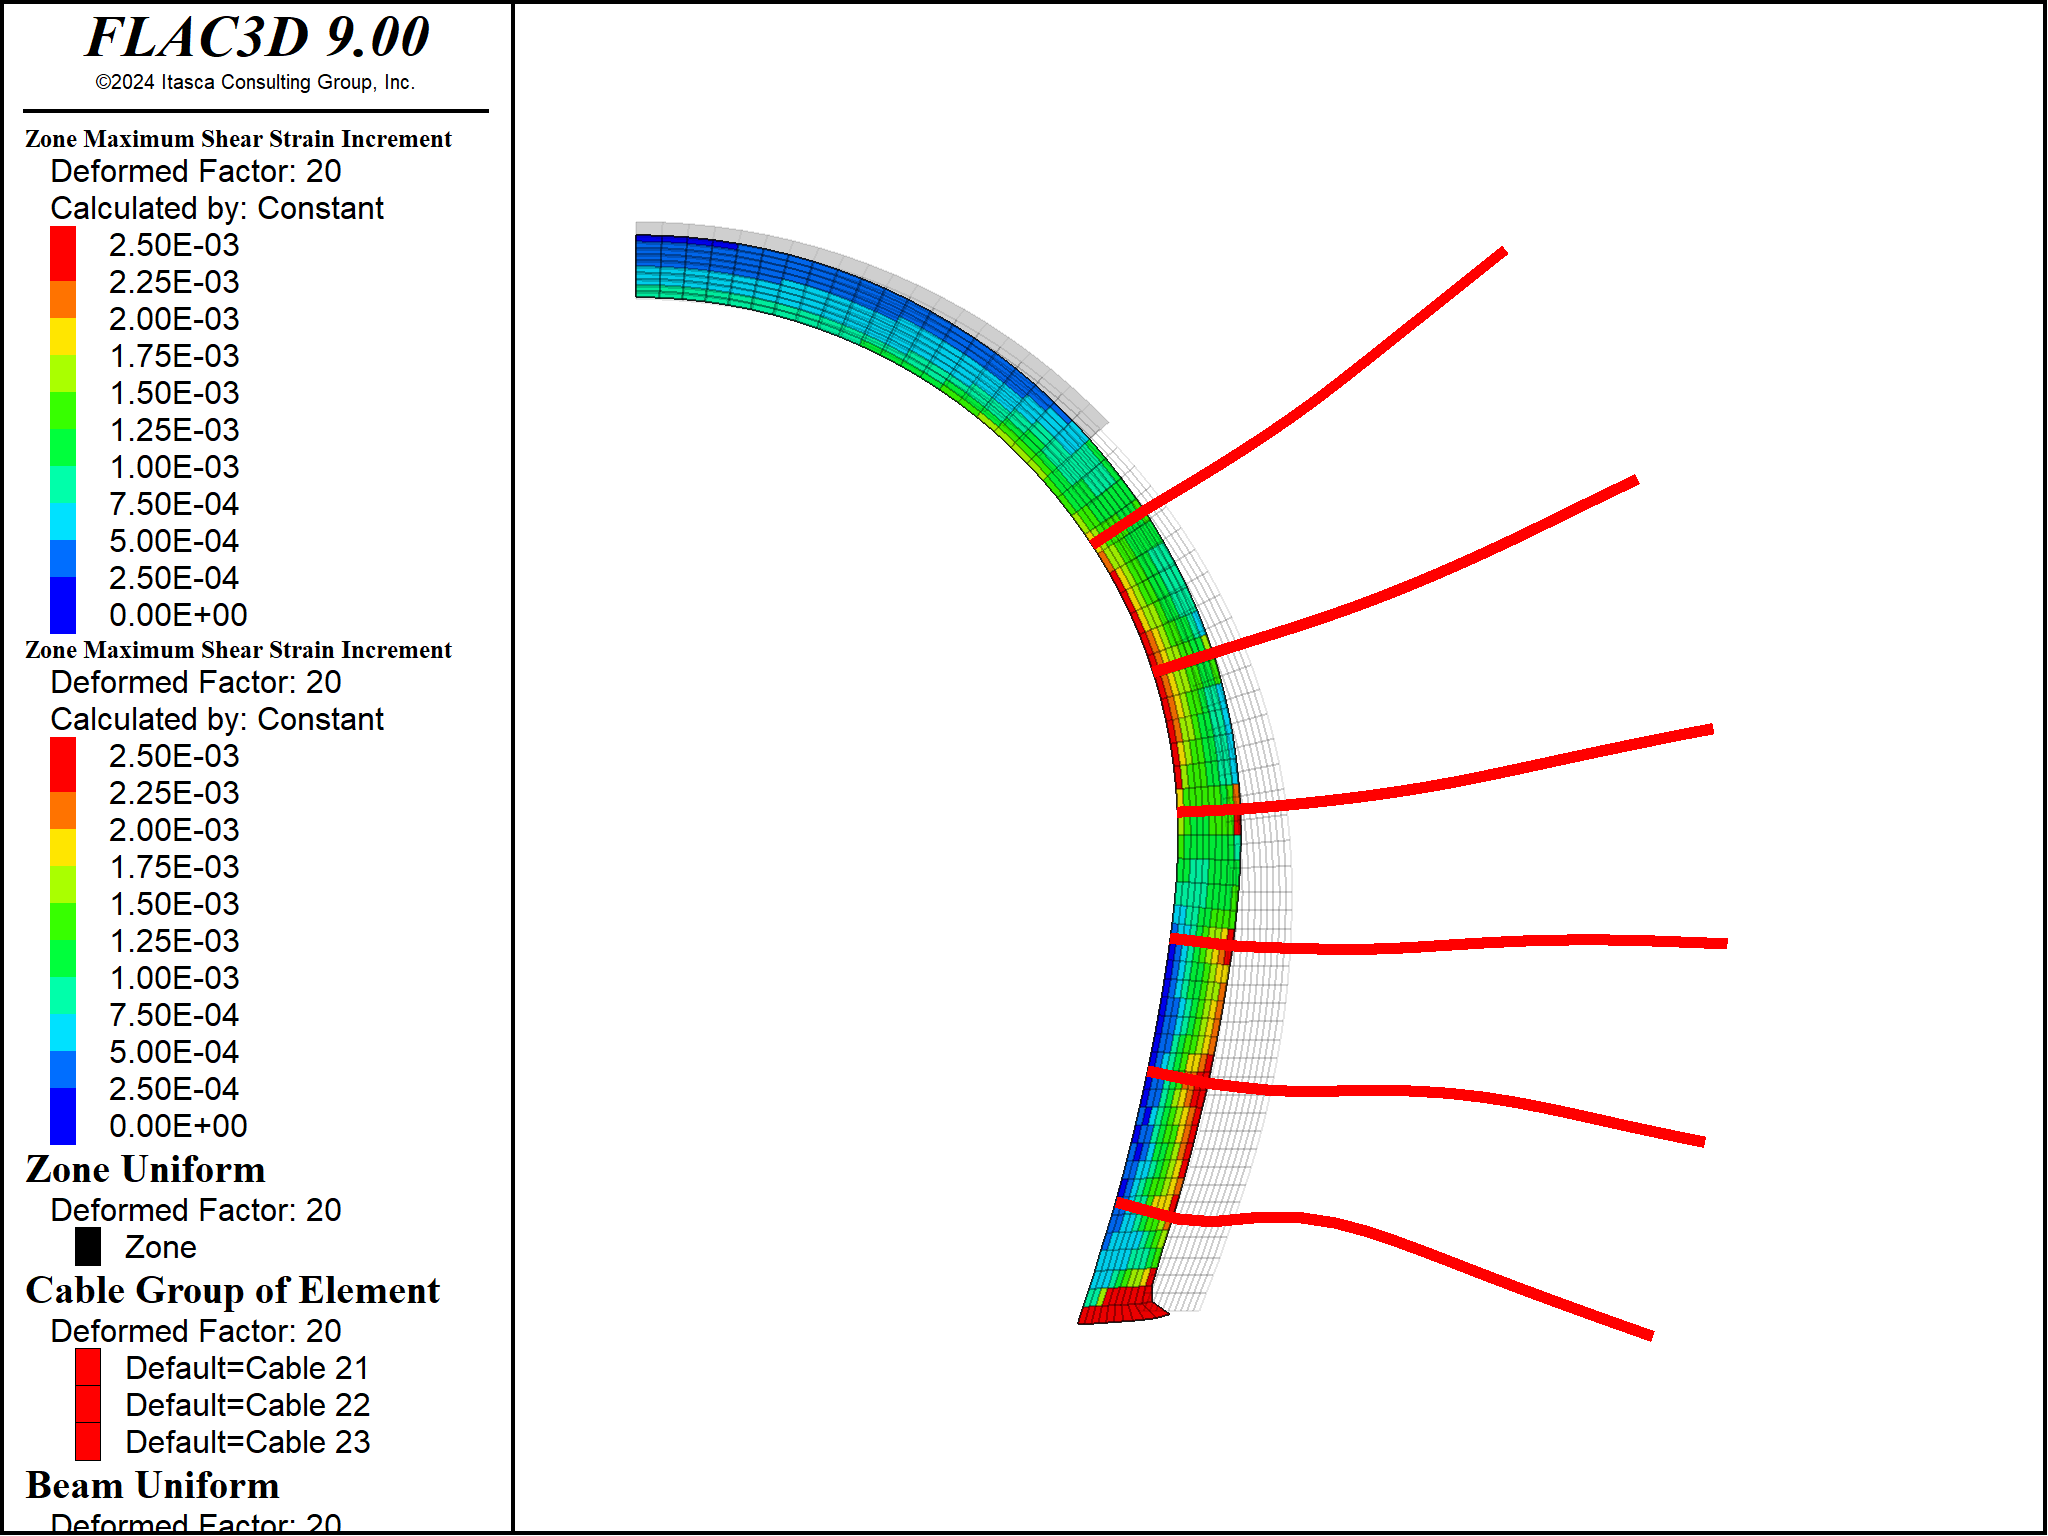 FLAC3D 9.00
©2024 Itasca Consulting Group, Inc.
Zone Maximum Shear Strain Increment
Deformed Factor: 20
Calculated by: Constant
2.50E-03
2.25E-03
2.00E-03
1.75E-03
1.50E-03
1.25E-03
1.00E-03
7.50E-04
5.00E-04
2.50E-04
0.00E+00
Zone Maximum Shear Strain Increment
Deformed Factor: 20
Calculated by: Constant
2.50E-03
2.25E-03
2.00E-03
1.75E-03
1.50E-03
1.25E-03
1.00E-03
7.50E-04
5.00E-04
2.50E-04
0.00E+00
Zone Uniform
Deformed Factor: 20
Zone
Cable Group of Element
Deformed Factor: 20
Default=Cable 21
Default=Cable 22
Default=Cable 23
Beam Uniform
Deformed Factor: 20